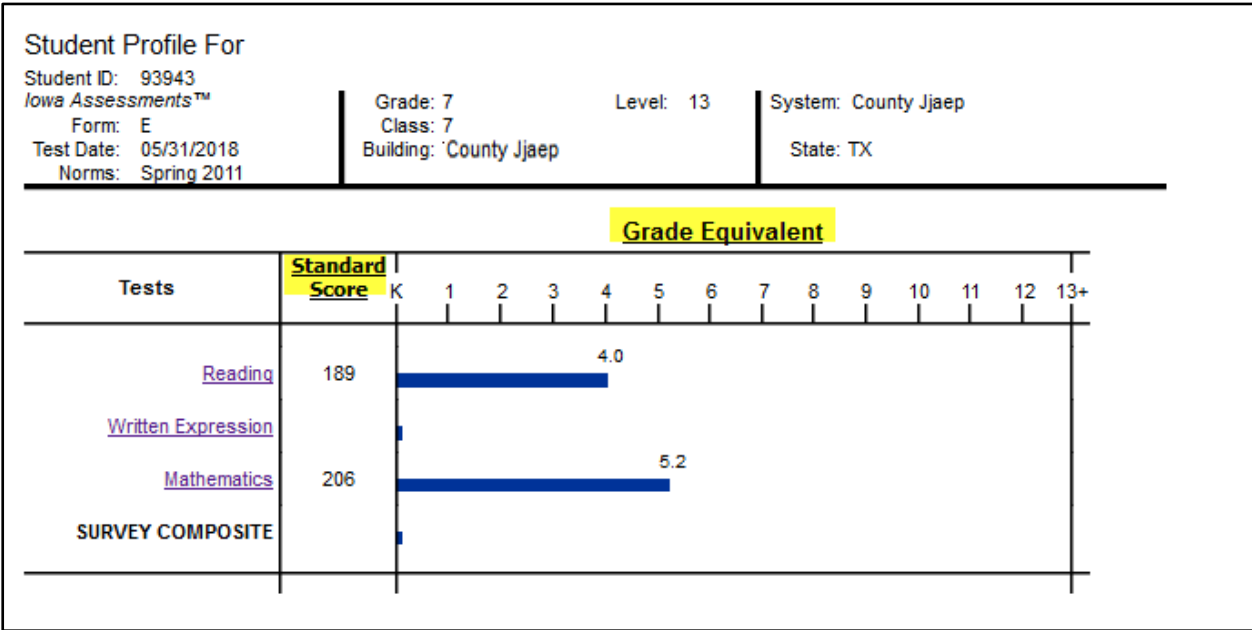 Student Profile For
Student ID: 93943
Iowa Assessments™
Form: E
Test Date: 05/31/2018
Norms: Spring 2011
Grade: 7
Level: 13
Class: 7
Building: County Jjaep
System: County Jjaep
State: TX
Grade Equivalent
Tests
Standard
Score
K 1 2 3 4 5 6 7 8 9 10 11 12 13+
Reading 189 4.0
Written Expression
Mathematics 206 5.2
SURVEY COMPOSITE